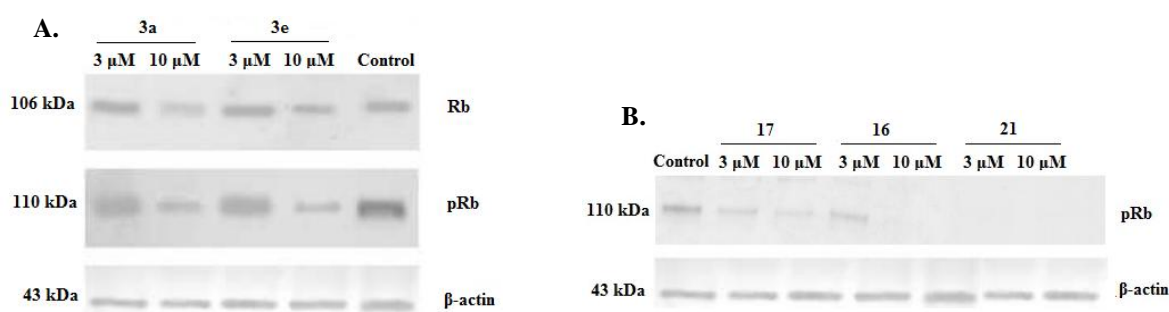 A.
3a 3e
3 µM 10 µM 3 µM 10 µM Control
106 kDa Rb
110 kDa pRb
43 kDa β-actin
B.
17 16 21
Control 3 µM 10 µM 3 µM 10 µM 3 µM 10 µM
110 kDa pRb
43 kDa β-actin